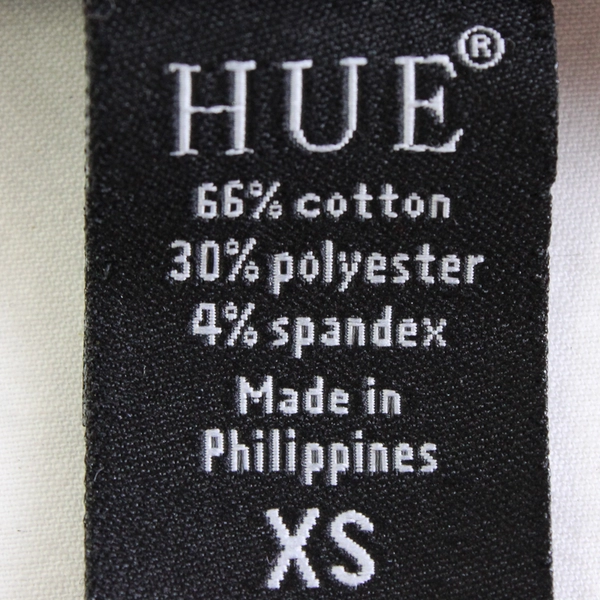 HUE®
66% cotton
30% polyester
4% spandex
Made in
Philippines
XS